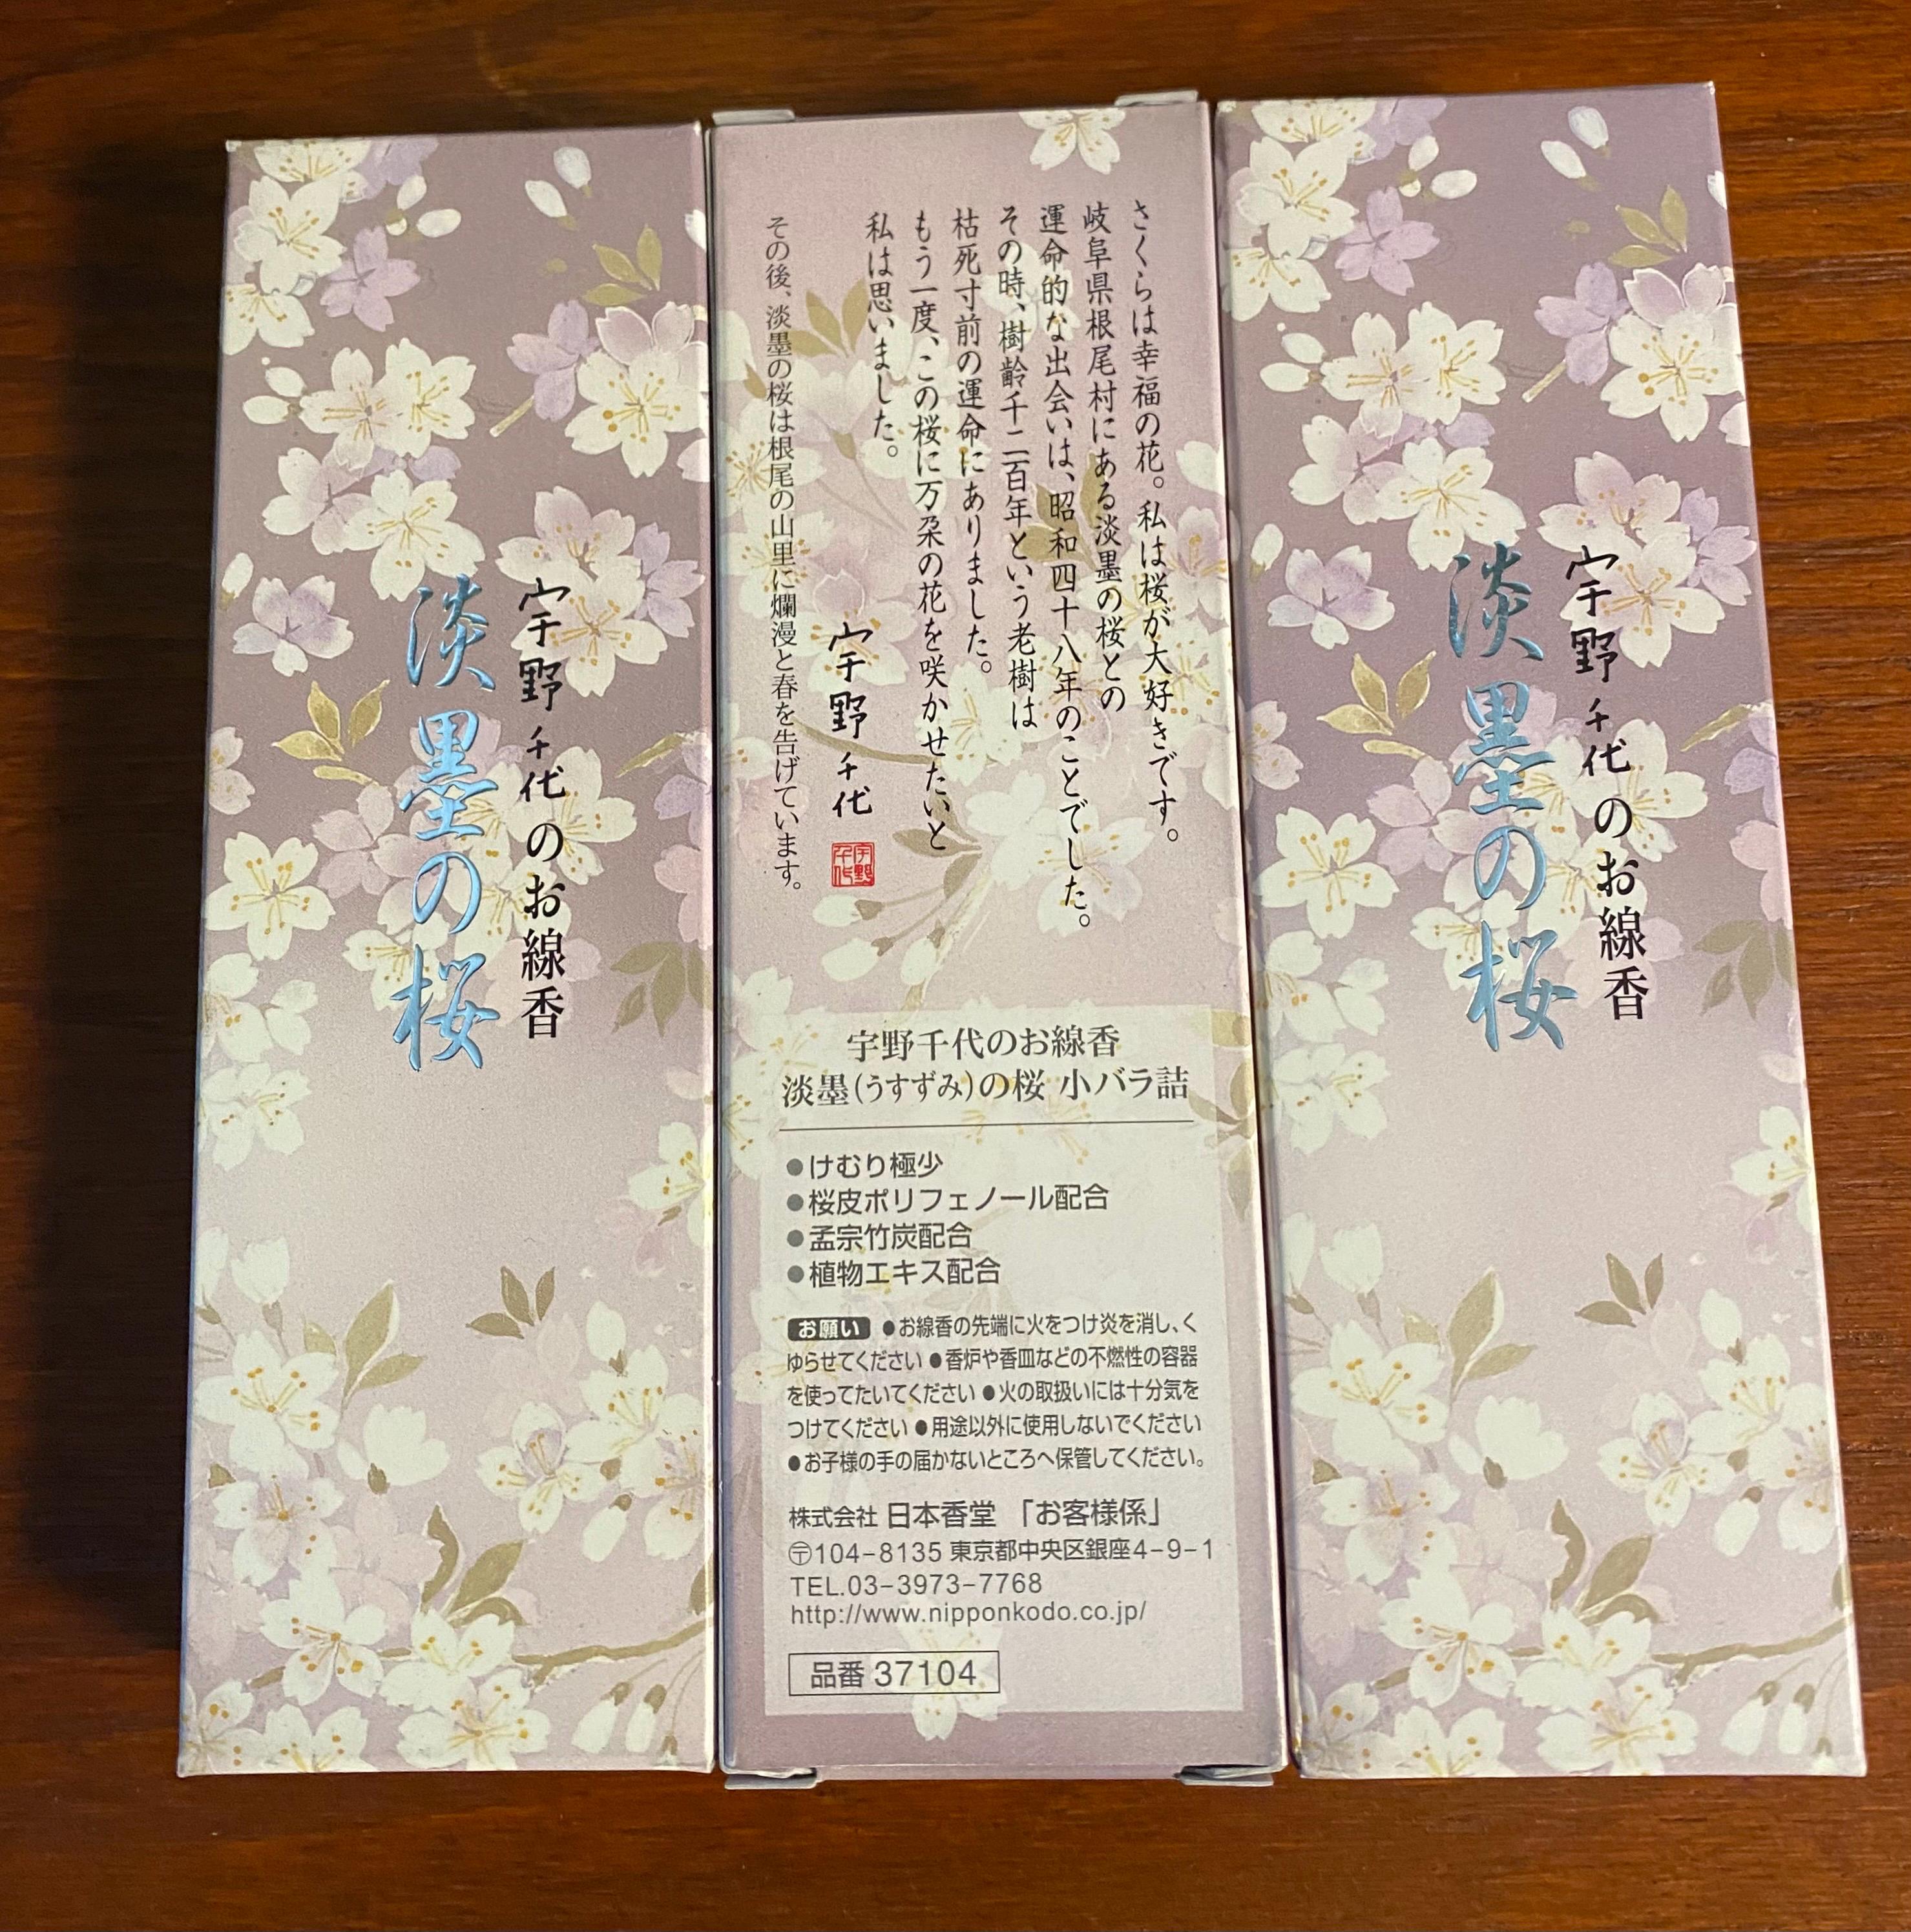 宇野千代のお線香
淡墨の桜
さくらは幸福の花。私は桜が大好きです。
岐阜県根尾村にある淡墨の桜との
運命的な出会いは、昭和四十八年のことでした。
その時、樹齢千二百年という老樹は
枯死寸前の運命にありました。
もう一度、この桜に万朶の花を咲かせたいと
私は思いました。
宇野千代
宇野千代
その後、淡墨の桜は根尾の山里に爛漫と春を告げています。
宇野千代のお線香
淡墨(うすずみ)の桜 小バラ詰
●けむり極少
●桜皮ポリフェノール配合
●孟宗竹炭配合
●植物エキス配合
お願い ●お線香の先端に火をつけ炎を消し、く
ゆらせてください ●香炉や香皿などの不燃性の容器
を使ってたいてください ●火の取扱いには十分気を
つけてください ●用途以外に使用しないでください
●お子様の手の届かないところへ保管してください。
株式会社 日本香堂 「お客様係」
〒104-8135 東京都中央区銀座4-9-1
TEL.03-3973-7768
http://www.nipponkodo.co.jp/
品番 37104
宇野千代のお線香
淡墨の桜